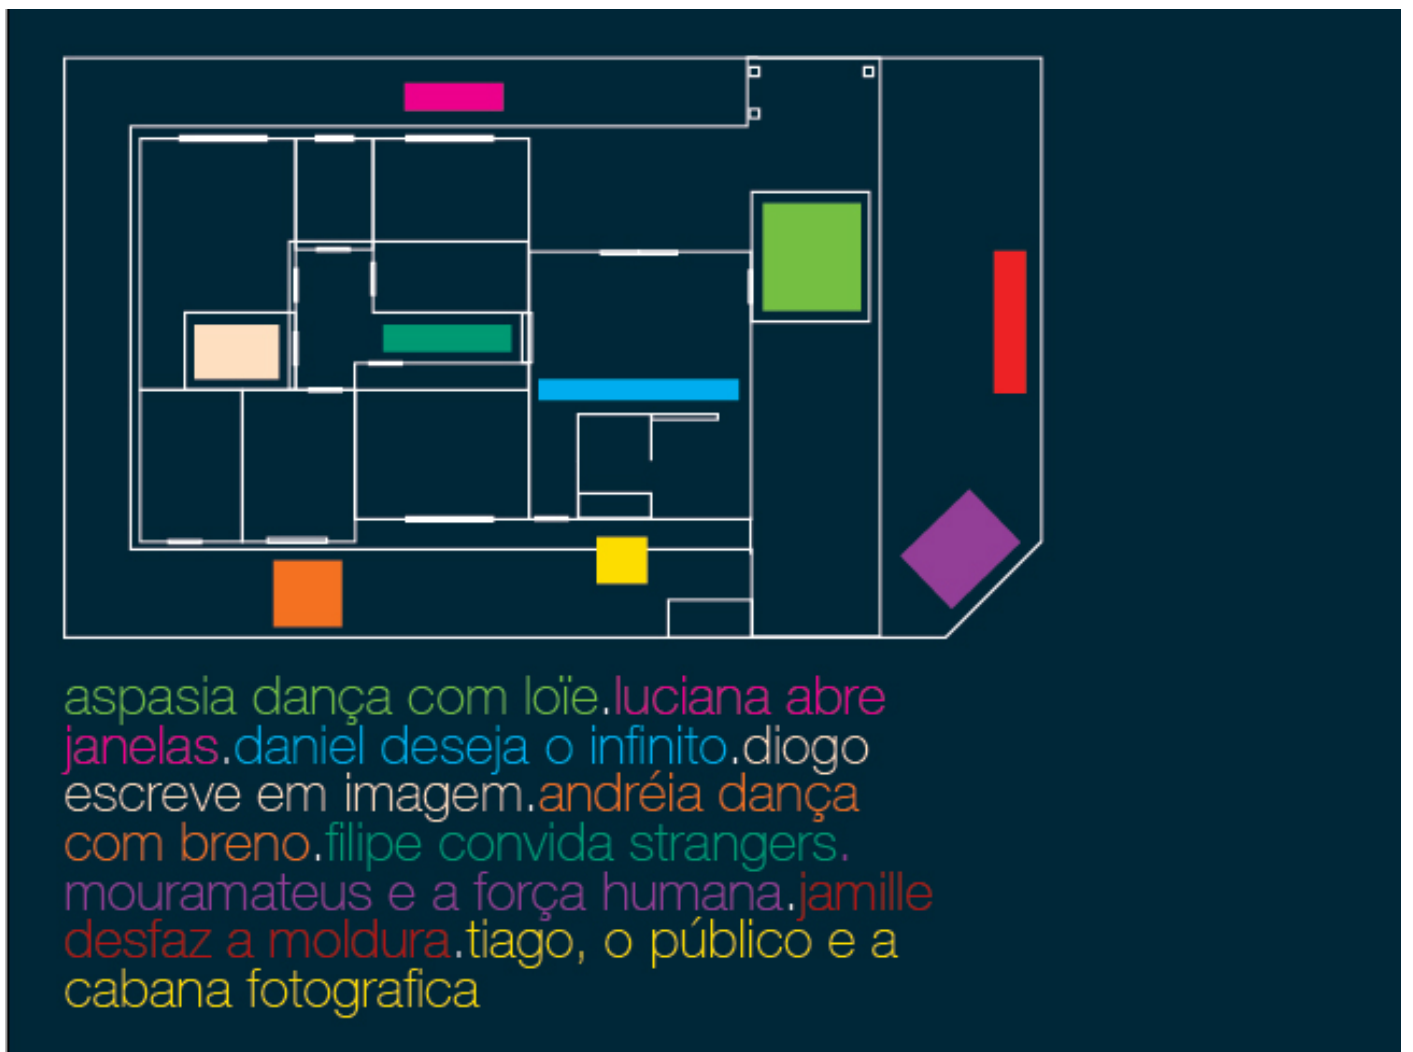 aspasia dança com loïe.luciana abre
janelas.daniel deseja o infinito.diogo
escreve em imagem.andréia dança
com breno.filipe convida strangers.
mouramateus e a força humana.jamille
desfaz a moldura.tiago, o público e a
cabana fotografica